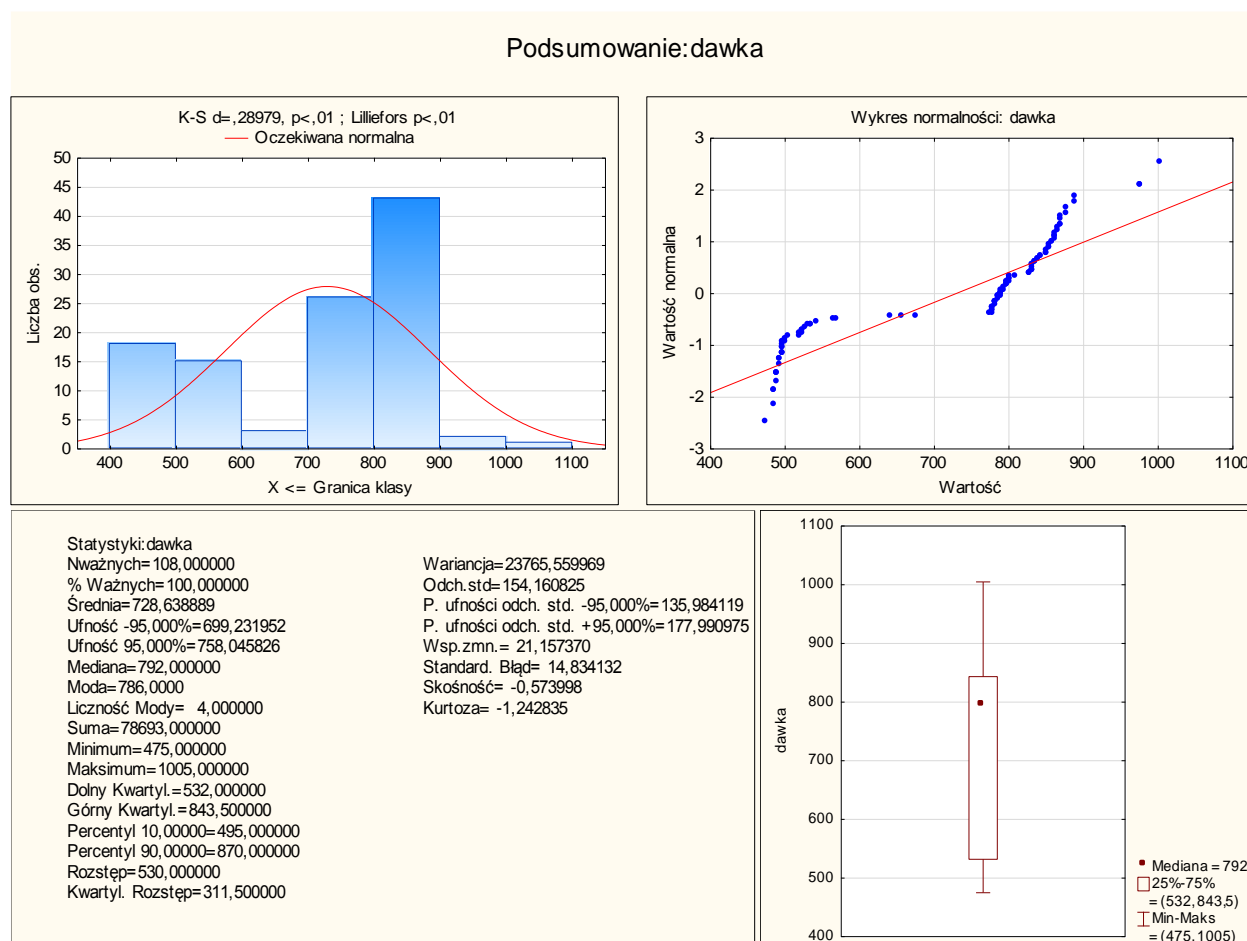 Podsumowanie:dawka
K-S d=,28979, p<,01 ; Lilliefors p<,01
Oczekiwana normalna
50
45
40
35
30
25
20
15
10
5
0
Liczba obs.
400 500 600 700 800 900 1000 1100
X <= Granica klasy
Wykres normalności: dawka
3
2
1
0
-1
-2
-3
Wartość normalna
400 500 600 700 800 900 1000 1100
Wartość
Statystyki:dawka
Nważnych=108,000000
% Ważnych=100,000000
Średnia=728,638889
Ufność -95,000%=699,231952
Ufność 95,000%=758,045826
Mediana=792,000000
Moda=786,0000
Liczność Mody= 4,000000
Suma=78693,000000
Minimum=475,000000
Maksimum=1005,000000
Dolny Kwartyl.=532,000000
Górny Kwartyl.=843,500000
Percentyl 10,00000=495,000000
Percentyl 90,00000=870,000000
Rozstęp=530,000000
Kwartyl. Rozstęp=311,500000
Wariancja=23765,559969
Odch.std=154,160825
P. ufności odch. std. -95,000%=135,984119
P. ufności odch. std. +95,000%=177,990975
Wsp.zmn.= 21,157370
Standard. Błąd= 14,834132
Skośność= -0,573998
Kurtoza= -1,242835
1100
1000
900
800
700
600
500
400
dawka
Mediana = 792
25%-75%
= (532, 843,5)
Min-Maks
= (475, 1005)